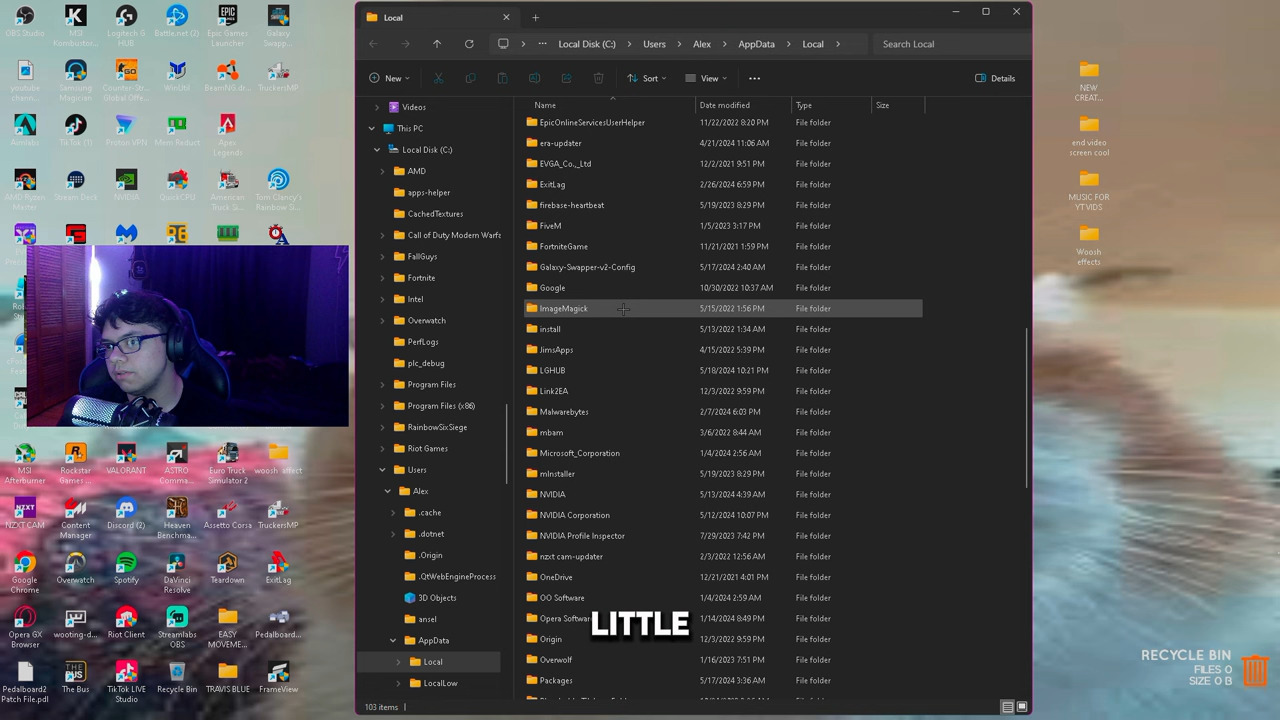 OBS Studio
MSI Kombustor...
Logitech G HUB
Battle.net (2)
Epic Games Launcher
Galaxy Swapp...
youtube chann...
Samsung Magician
Counter-Str... Global Offe...
WinUtil
BeamNG.dr...
TruckersMP
Aimlabs
TikTok (1)
Proton VPN
Mem Reduct
Apex Legends
AMD Ryzen Master
Stream Deck
NVIDIA
QuickCPU
American Truck Si...
Tom Clancy's Rainbow Si...
MSI Afterburner
Rockstar Games ...
VALORANT
ASTRO Comma...
Euro Truck Simulator 2
woosh affect
NZXT CAM
Content Manager
Discord (2)
Heaven Benchma...
Assetto Corsa
TruckersMP
Google Chrome
Overwatch
Spotify
DaVinci Resolve
Teardown
ExitLag
Opera GX Browser
wooting-d...
Riot Client
Streamlabs OBS
EASY MOVEME...
Pedalboard...
Pedalboard2 Patch File.pdl
The Bus
TikTok LIVE Studio
Recycle Bin
TRAVIS BLUE
FrameView
Local
Local Disk (C:) > Users > Alex > AppData > Local >
Search Local
New
Sort
View
Details
Videos
This PC
Local Disk (C:)
AMD
apps-helper
CachedTextures
Call of Duty Modern Warfa
FallGuys
Fortnite
Intel
Overwatch
PerfLogs
plc_debug
Program Files
Program Files (x86)
RainbowSixSiege
Riot Games
Users
Alex
.cache
.dotnet
.Origin
.QtWebEngineProcess
3D Objects
ansel
AppData
Local
LocalLow
Name Date modified Type Size
EpicOnlineServicesUserHelper 11/22/2022 8:20 PM File folder
era-updater 4/21/2024 11:06 AM File folder
EVGA_Co.,_Ltd 12/2/2021 9:51 PM File folder
ExitLag 2/26/2024 6:59 PM File folder
firebase-heartbeat 5/19/2023 8:29 PM File folder
FiveM 1/5/2023 3:17 PM File folder
FortniteGame 11/21/2021 1:59 PM File folder
Galaxy-Swapper-v2-Config 5/17/2024 2:40 AM File folder
Google 10/30/2022 10:37 AM File folder
ImageMagick 5/15/2022 1:56 PM File folder
install 5/13/2022 1:34 AM File folder
JimsApps 4/15/2022 5:39 PM File folder
LGHUB 5/18/2024 10:21 PM File folder
Link2EA 12/3/2022 9:59 PM File folder
Malwarebytes 2/7/2024 6:03 PM File folder
mbam 3/6/2022 8:44 AM File folder
Microsoft_Corporation 1/4/2024 2:56 AM File folder
mInstaller 5/19/2023 8:29 PM File folder
NVIDIA 5/13/2024 4:39 AM File folder
NVIDIA Corporation 5/12/2024 10:07 PM File folder
NVIDIA Profile Inspector 7/29/2023 7:42 PM File folder
nzxt cam-updater 2/3/2022 12:56 AM File folder
OneDrive 12/21/2021 4:01 PM File folder
OO Software 1/4/2024 2:59 AM File folder
Opera Software 1/14/2024 8:49 PM File folder
Origin 12/3/2022 9:59 PM File folder
Overwolf 1/16/2023 7:51 PM File folder
Packages 5/17/2024 3:36 AM File folder
103 items
LITTLE
NEW CREAT...
end video screen cool
MUSIC FOR YT VIDS
Woosh effects
RECYCLE BIN
FILES 0
SIZE 0 B